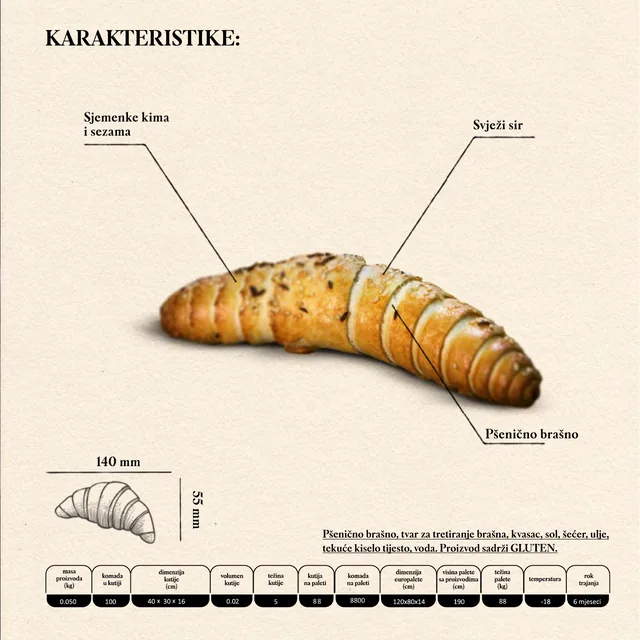 KARAKTERISTIKE:
Sjemenke kima
i sezama
Svježi sir
Pšenično brašno
140 mm
55 mm
Pšenično brašno, tvar za tretiranje brašna, kvasac, sol, šećer, ulje,
tekuće kiselo tijesto, voda. Proizvod sadrži GLUTEN.
masa proizvoda (kg) komada u kutiji dimenzija kutije (cm) volumen kutije težina kutije kutija na paleti komada na paleti dimenzija europalete (cm) visina palete sa proizvodima (cm) težina palete (kg) temperatura rok trajanja
0.050 100 40 x 30 x 16 0.02 5 88 8800 120x80x14 190 88 -18 6 mjeseci